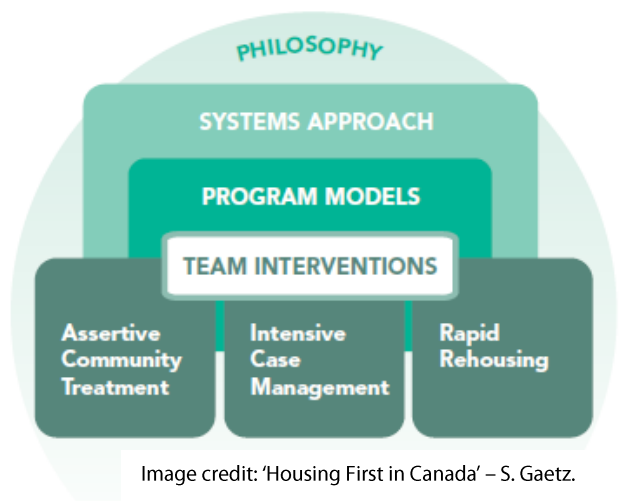 PHILOSOPHY
SYSTEMS APPROACH
PROGRAM MODELS
TEAM INTERVENTIONS
Assertive
Community
Treatment
Intensive
Case
Management
Rapid
Rehousing
Image credit: ‘Housing First in Canada’ – S. Gaetz.